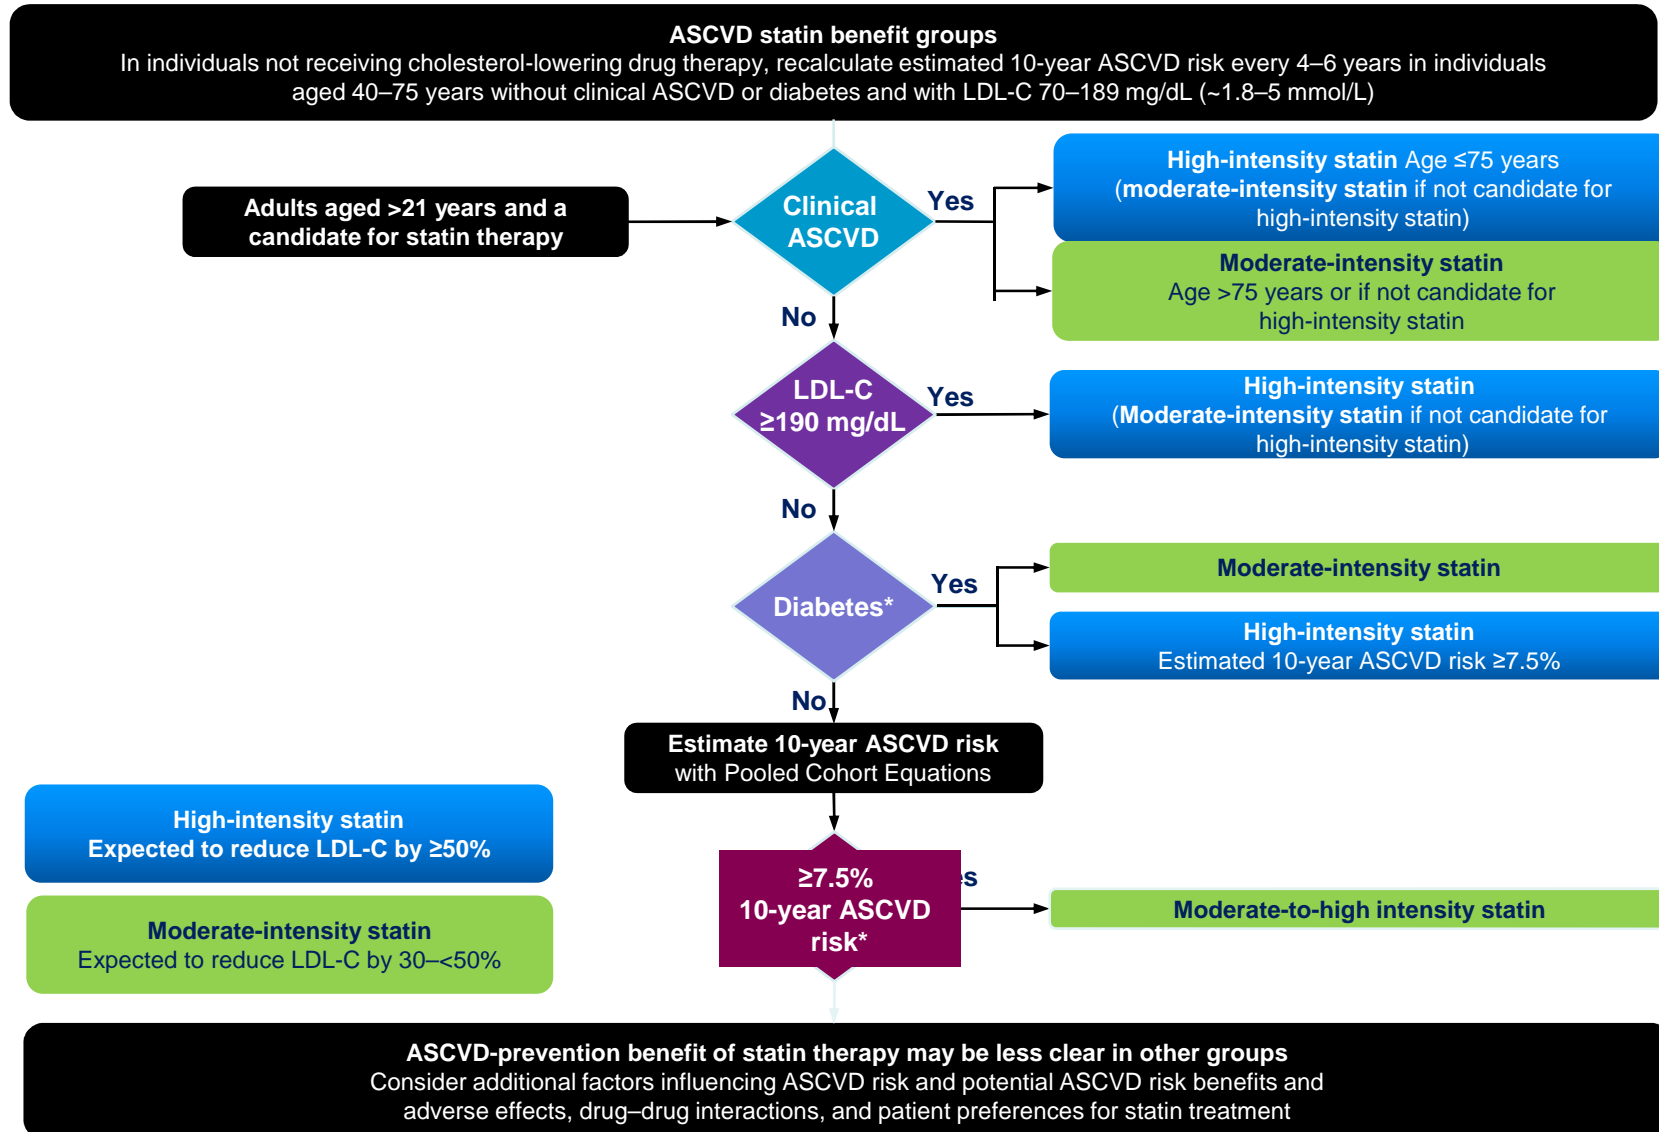 ASCVD statin benefit groups
In individuals not receiving cholesterol-lowering drug therapy, recalculate estimated 10-year ASCVD risk every 4–6 years in individuals
aged 40–75 years without clinical ASCVD or diabetes and with LDL-C 70–189 mg/dL (~1.8–5 mmol/L)
Adults aged >21 years and a
candidate for statin therapy
Clinical
ASCVD
Yes
High-intensity statin Age ≤75 years
(moderate-intensity statin if not candidate for
high-intensity statin)
Moderate-intensity statin
Age >75 years or if not candidate for
high-intensity statin
No
LDL-C
≥190 mg/dL
Yes
High-intensity statin
(Moderate-intensity statin if not candidate for
high-intensity statin)
No
Diabetes*
Yes
Moderate-intensity statin
High-intensity statin
Estimated 10-year ASCVD risk ≥7.5%
No
Estimate 10-year ASCVD risk
with Pooled Cohort Equations
High-intensity statin
Expected to reduce LDL-C by ≥50%
Moderate-intensity statin
Expected to reduce LDL-C by 30–<50%
≥7.5%
10-year ASCVD
risk*
Moderate-to-high intensity statin
ASCVD-prevention benefit of statin therapy may be less clear in other groups
Consider additional factors influencing ASCVD risk and potential ASCVD risk benefits and
adverse effects, drug–drug interactions, and patient preferences for statin treatment